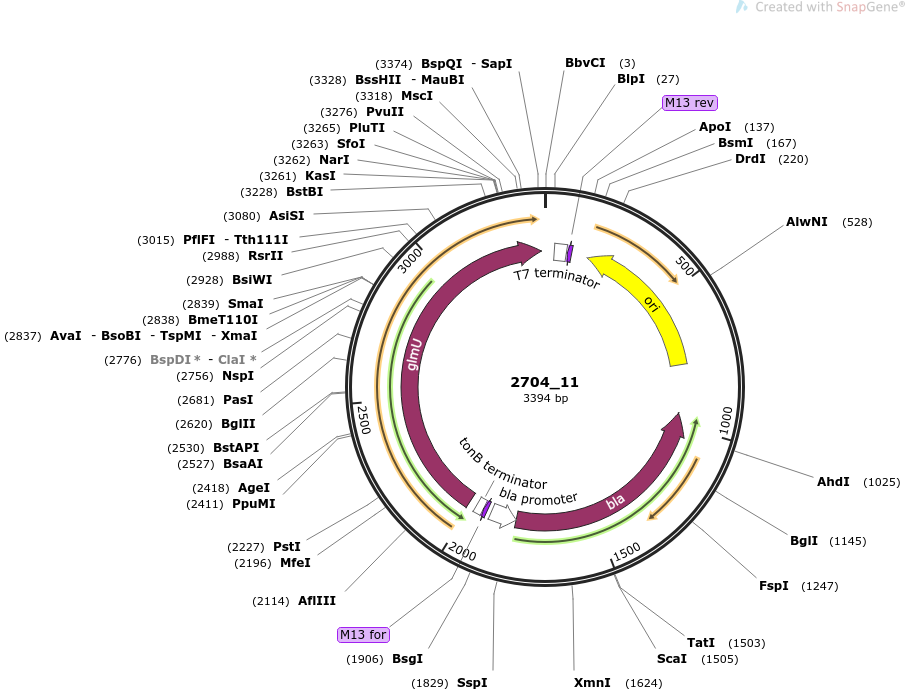 Created with SnapGene®
(3374) BspQI - SapI
(3328) BssHII - MauBI
(3318) MscI
(3276) PvuII
(3265) PluTI
(3263) SfoI
(3262) NarI
(3261) KasI
(3228) BstBI
(3080) AsiSI
(3015) PflFI - Tth111I
(2988) RsrII
(2928) BsiWI
(2839) SmaI
(2838) BmeT110I
(2837) AvaI - BsoBI - TspMI - XmaI
(2776) BspDI * - ClaI *
(2756) NspI
(2681) PasI
(2620) BglII
(2530) BstAPI
(2527) BsaAI
(2418) AgeI
(2411) PpuMI
(2227) PstI
(2196) MfeI
(2114) AflIII
M13 for
(1906) BsgI
(1829) SspI
BbvCI (3)
BlpI (27)
M13 rev
ApoI (137)
BsmI (167)
DrdI (220)
AlwNI (528)
AhdI (1025)
BglI (1145)
FspI (1247)
TatI (1503)
ScaI (1505)
XmnI (1624)
500
1000
1500
2000
2500
3000
T7 terminator
ori
bla
bla promoter
tonB terminator
glmU
2704_11
3394 bp